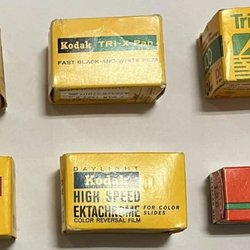 Kodak TRI-X Pan
FAST BLACK-AND-WHITE FILM
Tri
DAYLIGHT
Kodak
HIGH SPEED
EKTACHROME FOR COLOR
SLIDES
COLOR REVERSAL FILM